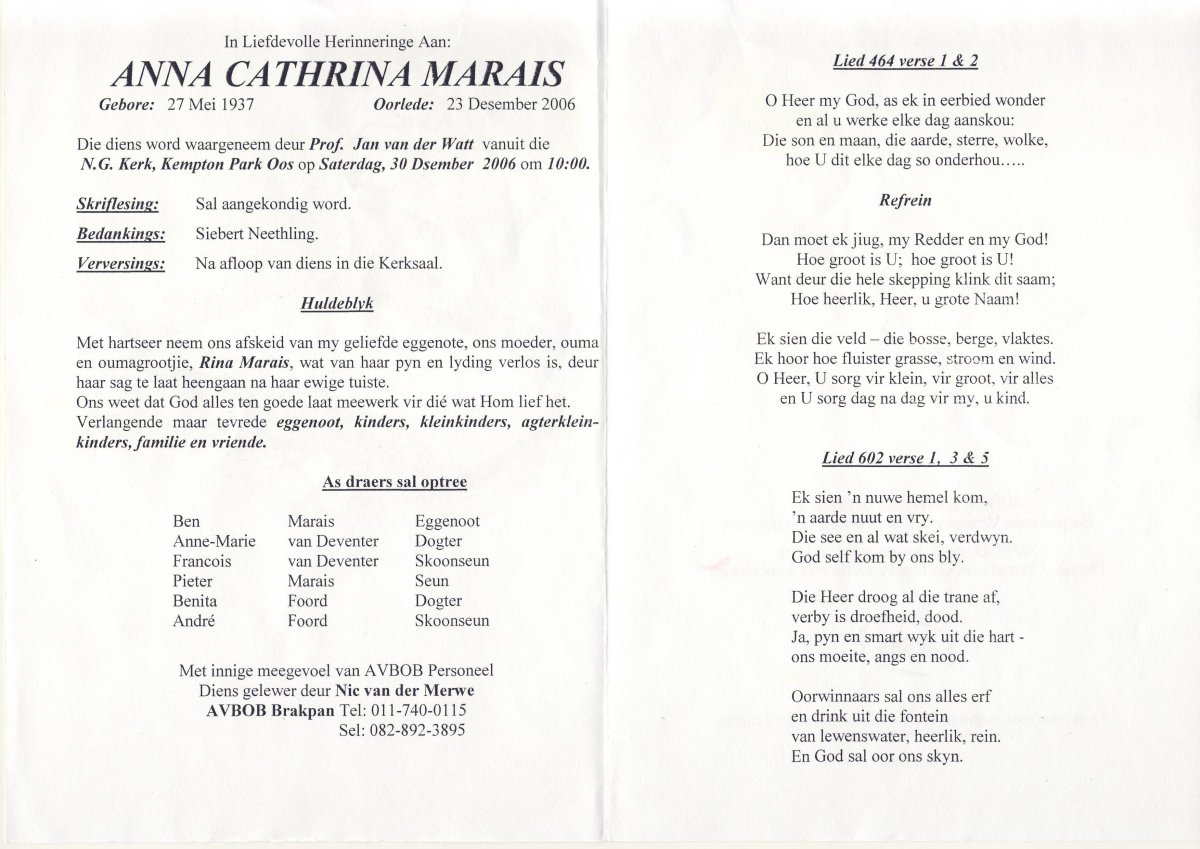 In Liefdevolle Herinneringe Aan:
ANNA CATHRINA MARAIS
Gebore: 27 Mei 1937 Oorlede: 23 Desember 2006
Die diens word waargeneem deur Prof. Jan van der Watt vanuit die
N.G. Kerk, Kempton Park Oos op Saterdag, 30 Dsember 2006 om 10:00.
Skriflesing: Sal aangekondig word.
Bedankings: Siebert Neethling.
Verversings: Na afloop van diens in die Kerksaal.
Huldeblyk
Met hartseer neem ons afskeid van my geliefde eggenote, ons moeder, ouma
en oumagrootjie, Rina Marais, wat van haar pyn en lyding verlos is, deur
haar sag te laat heengaan na haar ewige tuiste.
Ons weet dat God alles ten goede laat meewerk vir dié wat Hom lief het.
Verlangende maar tevrede eggenoot, kinders, kleinkinders, agterklein-
kinders, familie en vriende.
As draers sal optree
Ben Marais Eggenoot
Anne-Marie van Deventer Dogter
Francois van Deventer Skoonseun
Pieter Marais Seun
Benita Foord Dogter
André Foord Skoonseun
Met innige meegevoel van AVBOB Personeel
Diens gelewer deur Nic van der Merwe
AVBOB Brakpan Tel: 011-740-0115
Sel: 082-892-3895
Lied 464 verse 1 & 2
O Heer my God, as ek in eerbied wonder
en al u werke elke dag aanskou:
Die son en maan, die aarde, sterre, wolke,
hoe U dit elke dag so onderhou…..
Refrein
Dan moet ek jiug, my Redder en my God!
Hoe groot is U; hoe groot is U!
Want deur die hele skepping klink dit saam;
Hoe heerlik, Heer, u grote Naam!
Ek sien die veld – die bosse, berge, vlaktes.
Ek hoor hoe fluister grasse, stroom en wind.
O Heer, U sorg vir klein, vir groot, vir alles
en U sorg dag na dag vir my, u kind.
Lied 602 verse 1, 3 & 5
Ek sien 'n nuwe hemel kom,
'n aarde nuut en vry.
Die see en al wat skei, verdwyn.
God self kom by ons bly.
Die Heer droog al die trane af,
verby is droefheid, dood.
Ja, pyn en smart wyk uit die hart -
ons moeite, angs en nood.
Oorwinnaars sal ons alles erf
en drink uit die fontein
van lewenswater, heerlik, rein.
En God sal oor ons skyn.